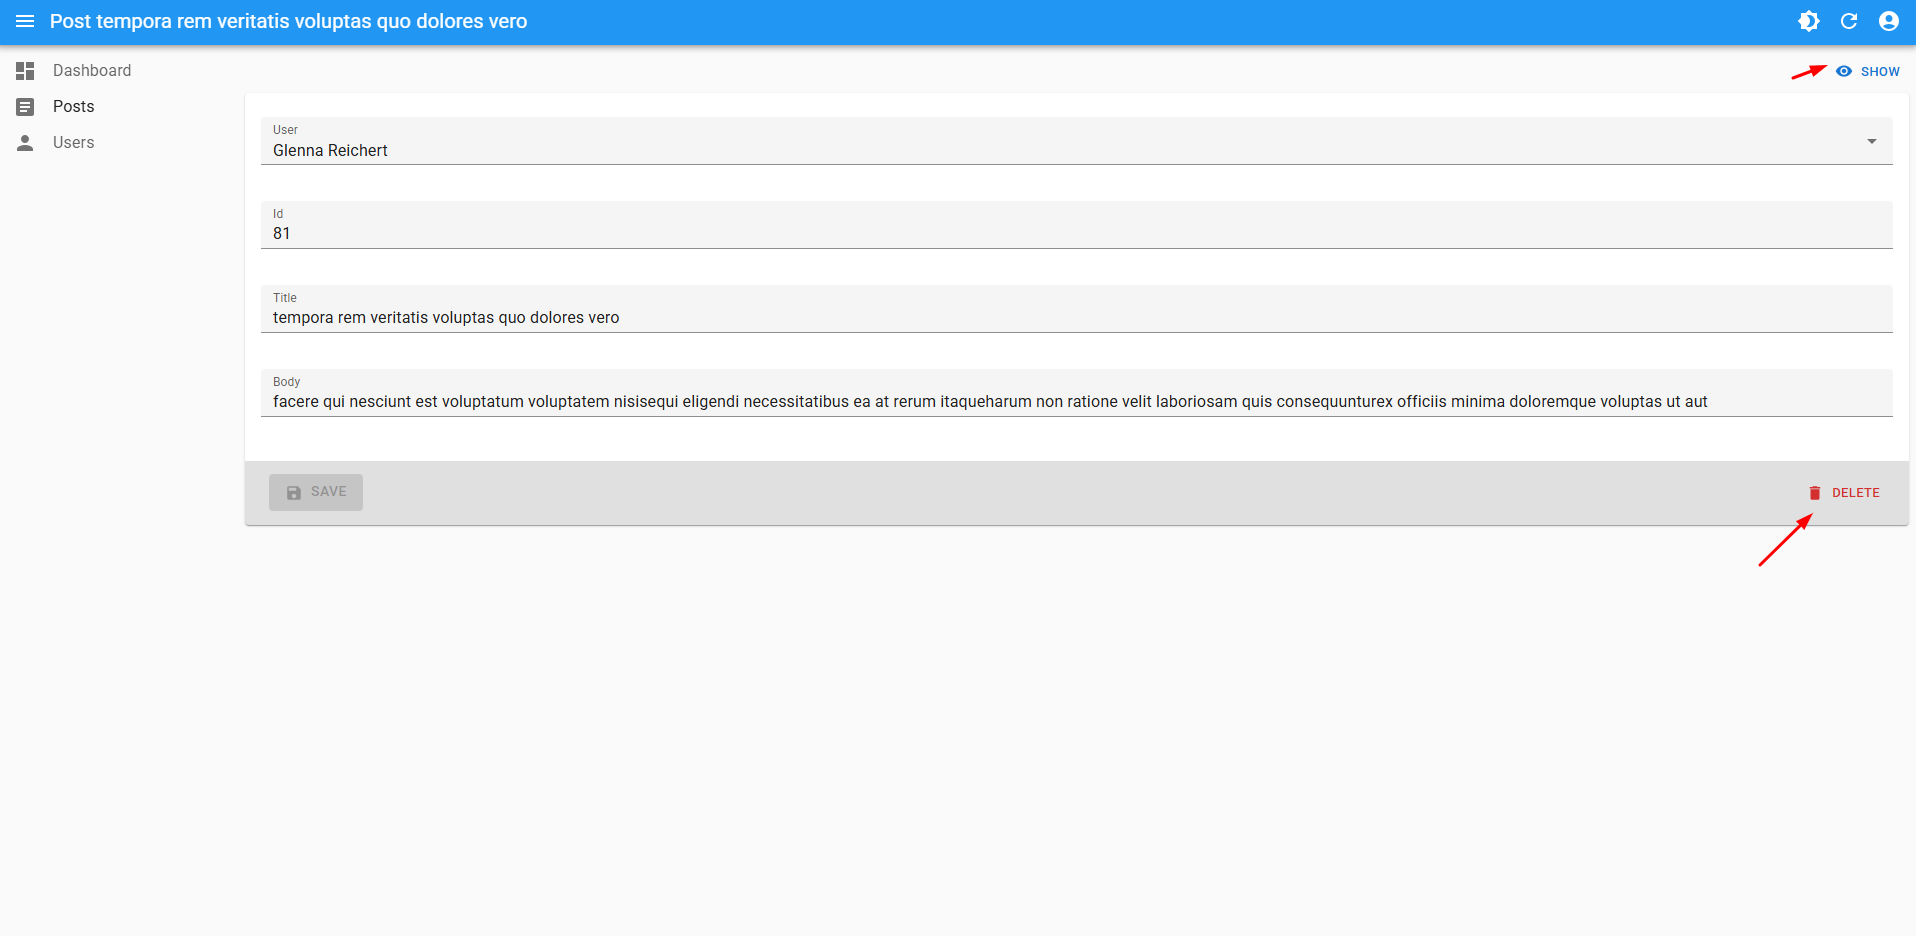 Post tempora rem veritatis voluptas quo dolores vero
Dashboard
Posts
Users
SHOW
User
Glenna Reichert
Id
81
Title
tempora rem veritatis voluptas quo dolores vero
Body
facere qui nesciunt est voluptatum voluptatem nisisequi eligendi necessitatibus ea at rerum itaqueharum non ratione velit laboriosam quis consequunturex officiis minima doloremque voluptas ut aut
SAVE
DELETE